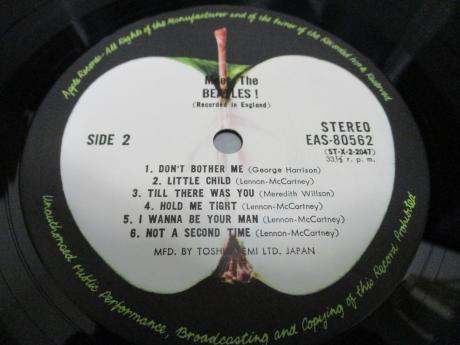 Apple Records · All Rights of the Manufacturer and of the Owner of the Recorded Work Reserved
Meet The
BEATLES !
(Recorded in England)
SIDE 2
STEREO
EAS-80562
(ST-X-2-2047)
33⅓ r. p. m.
1. DON'T BOTHER ME (George Harrison)
2. LITTLE CHILD (Lennon-McCartney)
3. TILL THERE WAS YOU (Meredith Willson)
4. HOLD ME TIGHT (Lennon-McCartney)
5. I WANNA BE YOUR MAN (Lennon-McCartney)
6. NOT A SECOND TIME (Lennon-McCartney)
MFD. BY TOSHIBA EMI LTD. JAPAN
Unauthorised Public Performance, Broadcasting and Copying of this Record Prohibited